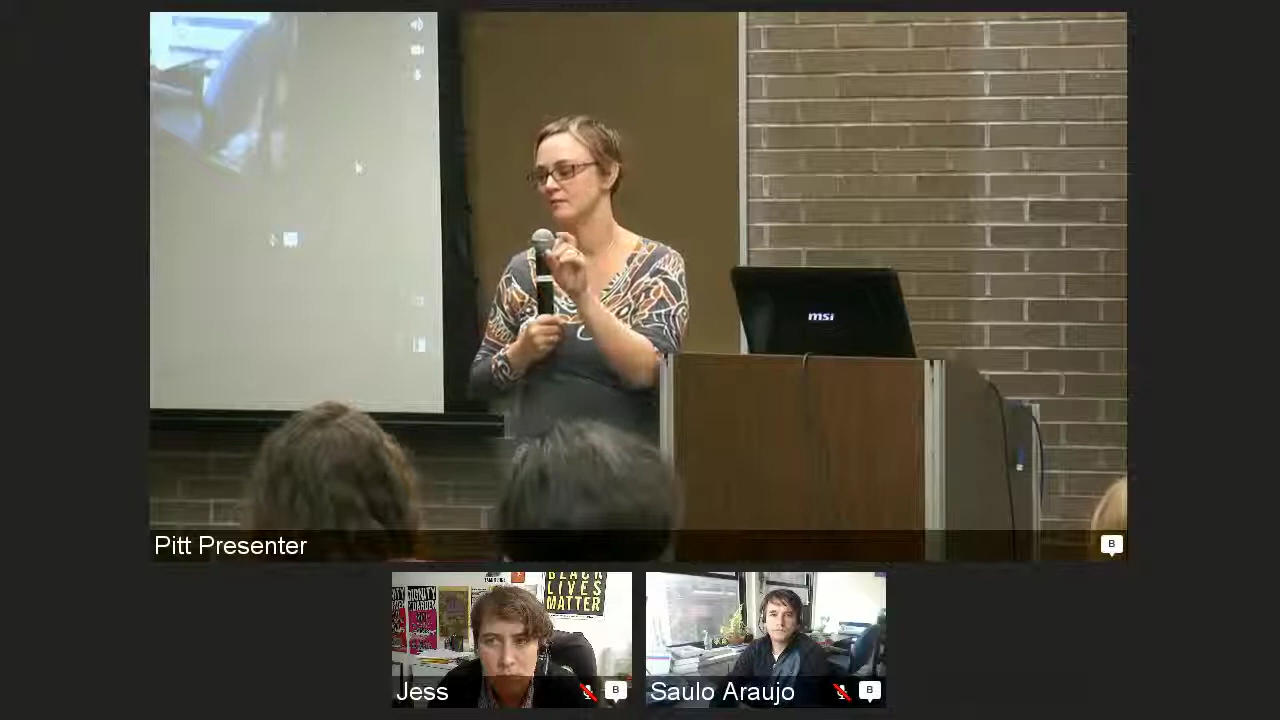 msi
Pitt Presenter
B
BLACK
LIVES
MATTER
DIGNITY
Jess
B
Saulo Araujo
B